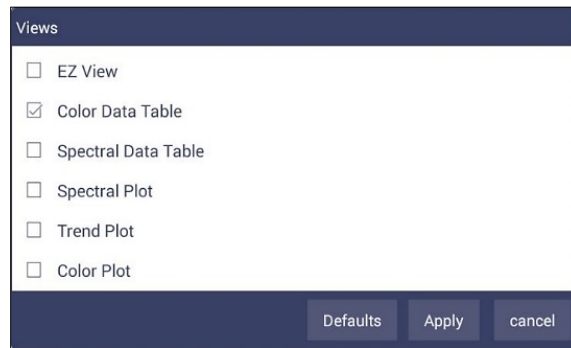 Views
EZ View
Color Data Table
Spectral Data Table
Spectral Plot
Trend Plot
Color Plot
Defaults Apply cancel